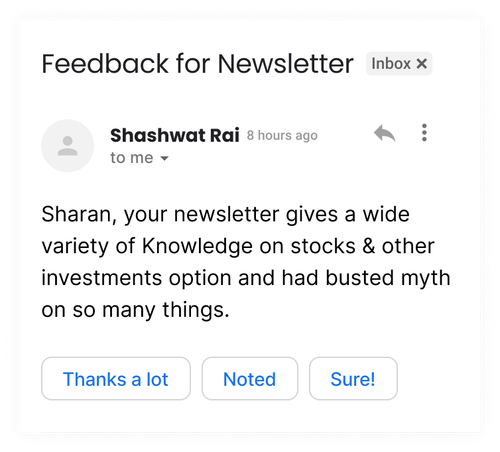 Feedback for Newsletter Inbox ×
Shashwat Rai 8 hours ago
to me
Sharan, your newsletter gives a wide
variety of Knowledge on stocks & other
investments option and had busted myth
on so many things.
Thanks a lot Noted Sure!